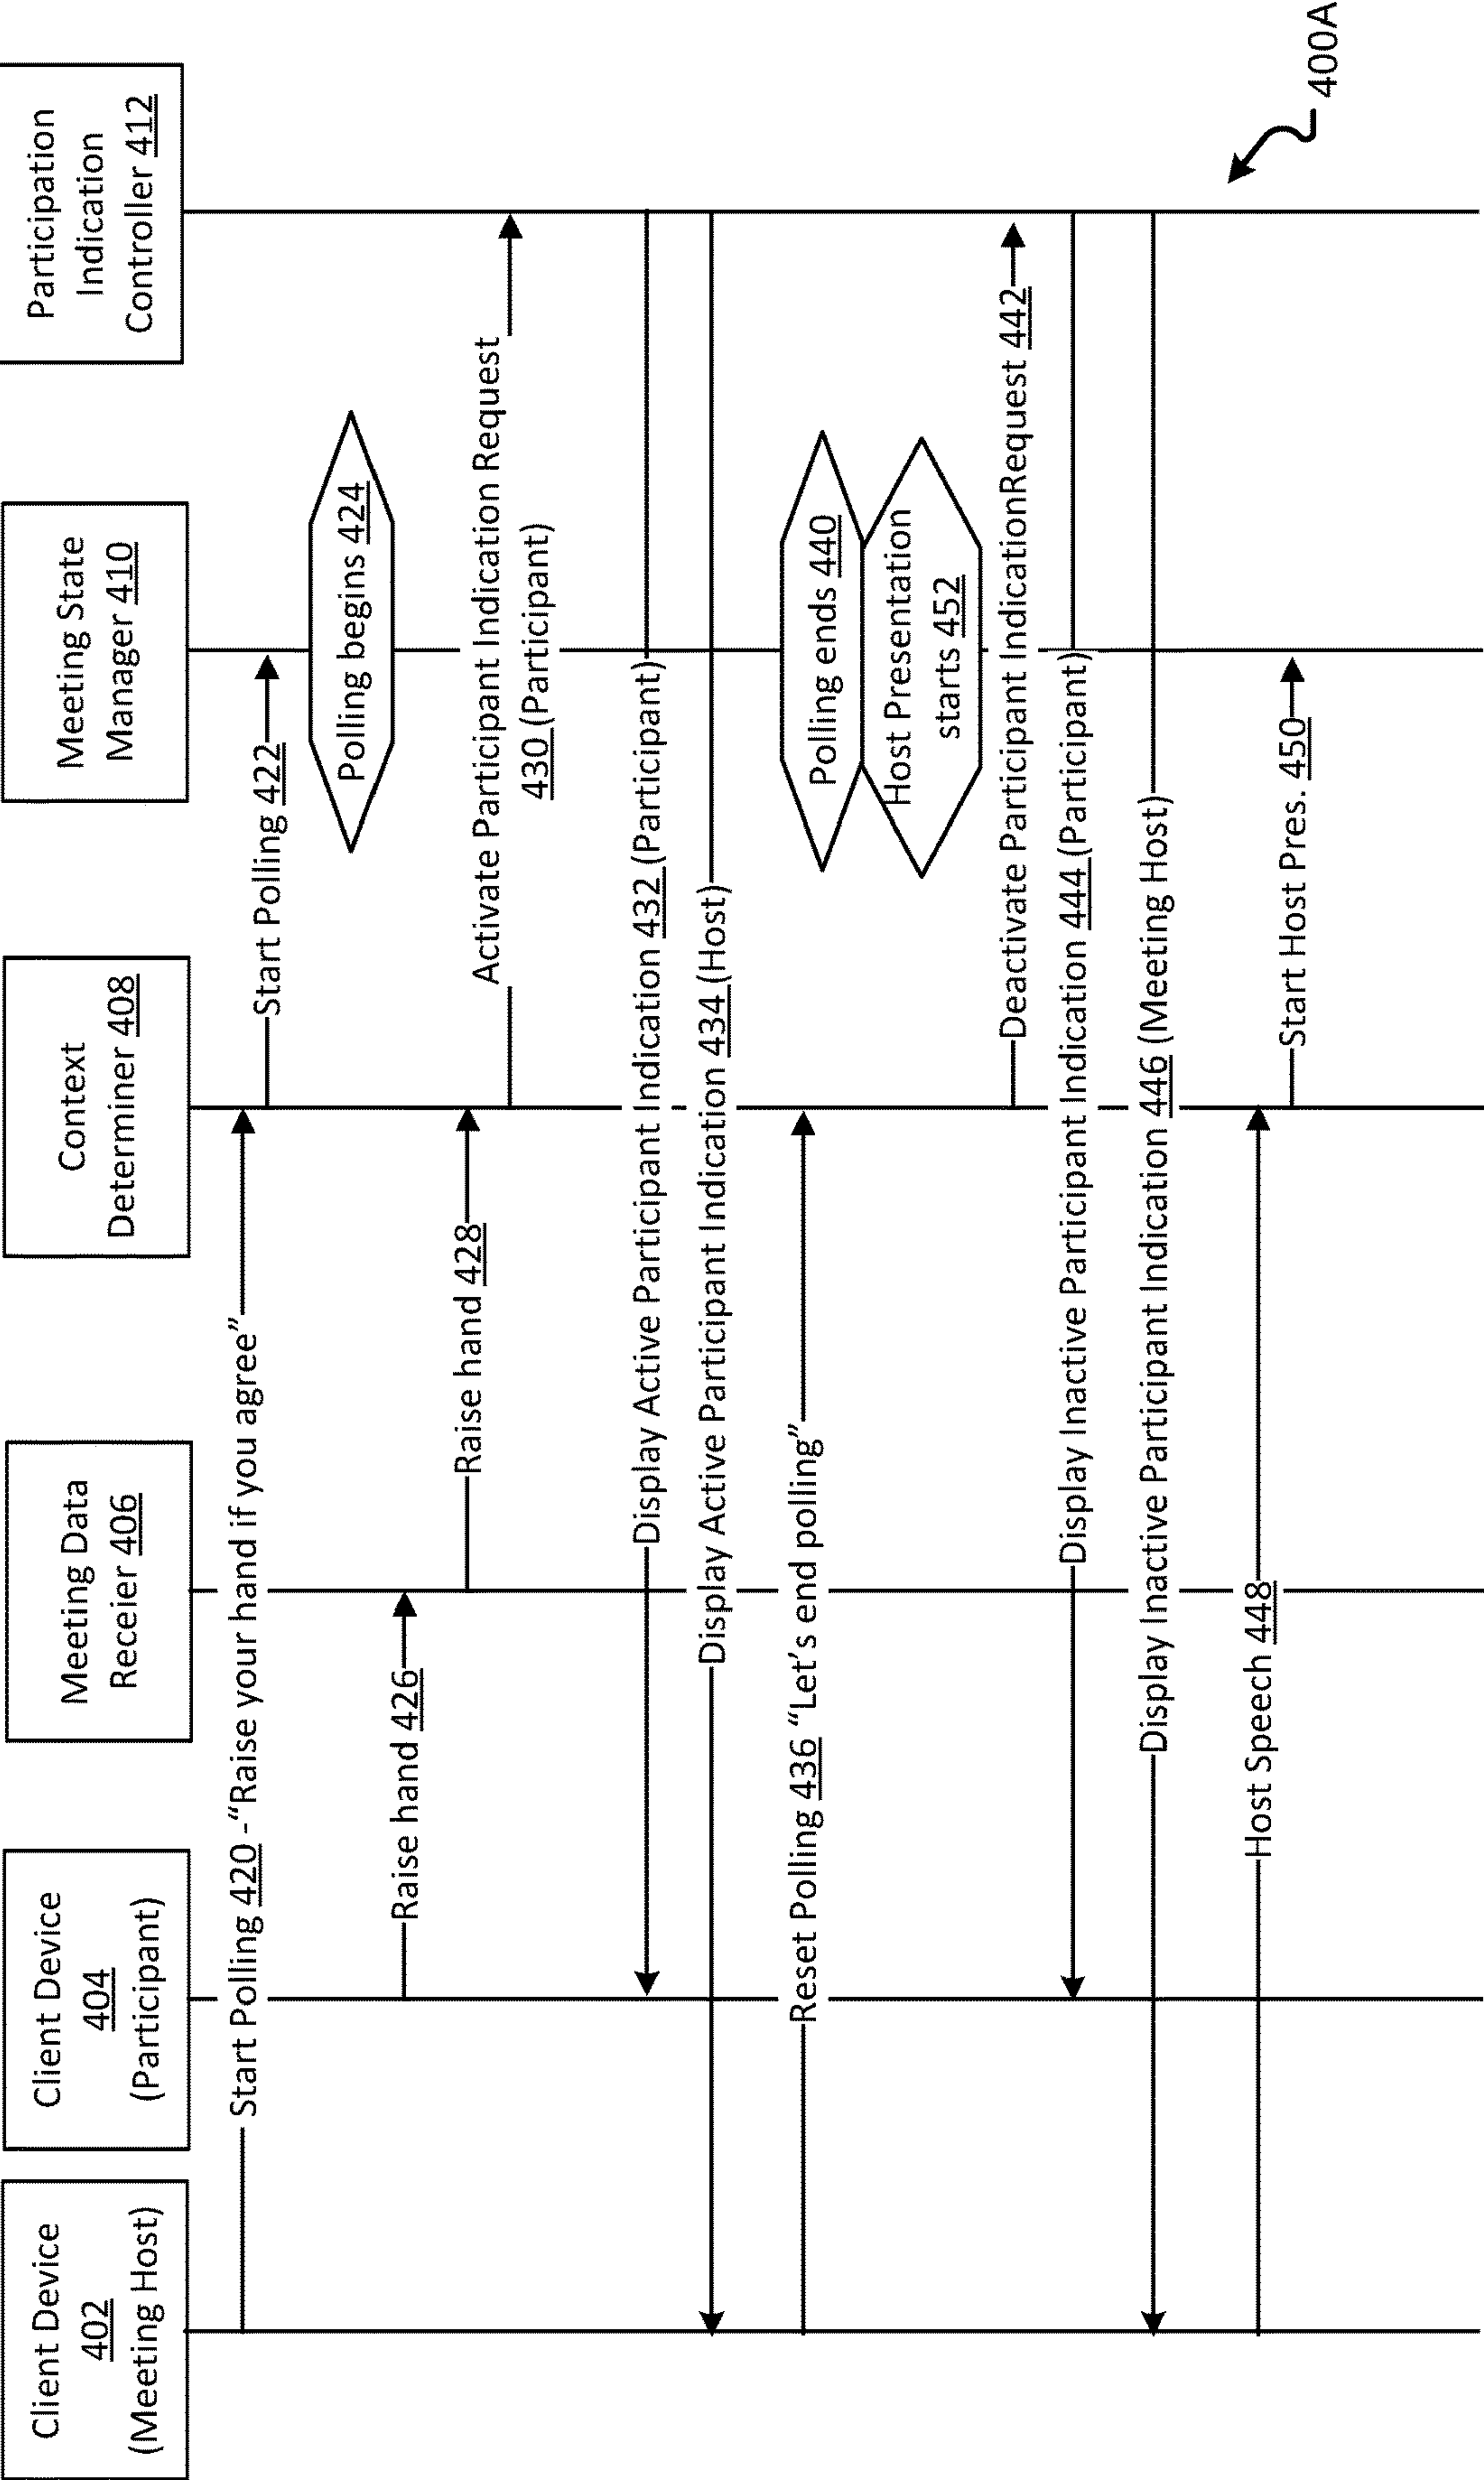 Client Device
402
(Meeting Host)
Client Device
404
(Participant)
Meeting Data
Receier 406
Context
Determiner 408
Meeting State
Manager 410
Participation
Indication
Controller 412
Start Polling 420 -“Raise your hand if you agree”
Start Polling 422
Polling begins 424
Raise hand 426
Raise hand 428
Activate Participant Indication Request
430 (Participant)
Display Active Participant Indication 432 (Participant)
Display Active Participant Indication 434 (Host)
Reset Polling 436 “Let’s end polling”
Polling ends 440
Host Presentation
starts 452
Deactivate Participant IndicationRequest 442
Display Inactive Participant Indication 444 (Participant)
Display Inactive Participant Indication 446 (Meeting Host)
Host Speech 448
Start Host Pres. 450
400A